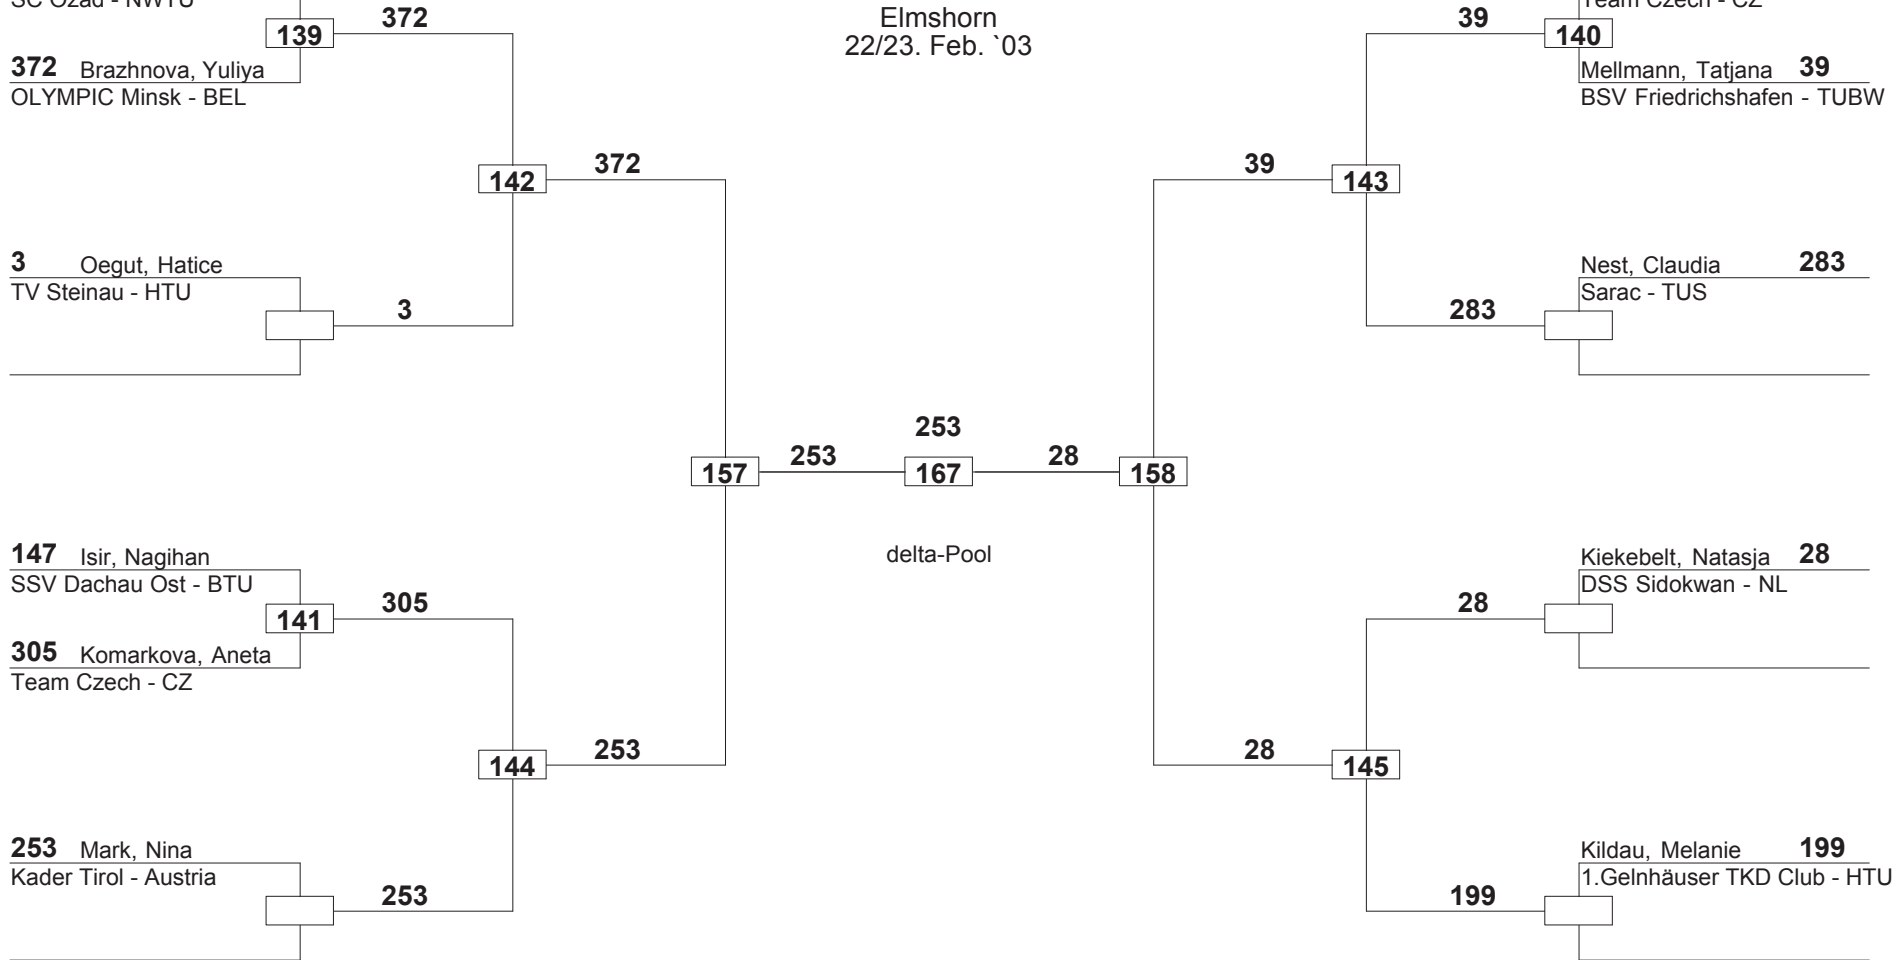 SC Özad - NWTU
139
372
372 Brazhnova, Yuliya
OLYMPIC Minsk - BEL
142
372
3 Oegut, Hatice
TV Steinau - HTU
3
Elmshorn
22/23. Feb. `03
39
140
Team Czech - CZ
Mellmann, Tatjana 39
BSV Friedrichshafen - TUBW
39
143
Nest, Claudia 283
Sarac - TUS
283
253
157
253
167
28
158
delta-Pool
147 Isir, Nagihan
SSV Dachau Ost - BTU
141
305
305 Komarkova, Aneta
Team Czech - CZ
144
253
253 Mark, Nina
Kader Tirol - Austria
253
Kiekebelt, Natasja 28
DSS Sidokwan - NL
28
28
145
Kildau, Melanie 199
1.Gelnhäuser TKD Club - HTU
199